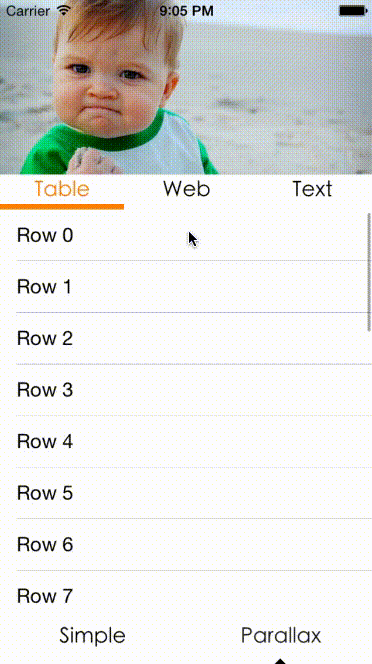 Carrier 9:05 PM
Table Web Text
Row 0
Row 1
Row 2
Row 3
Row 4
Row 5
Row 6
Row 7
Simple Parallax